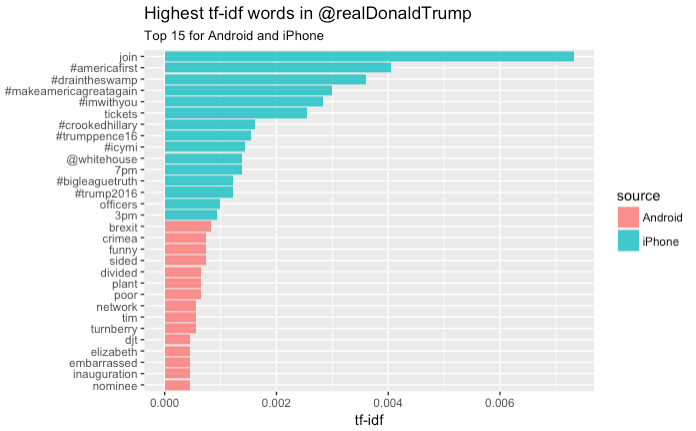 Highest tf-idf words in @realDonaldTrump
Top 15 for Android and iPhone
join
#americafirst
#draintheswamp
#makeamericagreatagain
#imwithyou
tickets
#crookedhillary
#trumppence16
#icymi
@whitehouse
7pm
#bigleaguetruth
#trump2016
officers
3pm
brexit
crimea
funny
sided
divided
plant
poor
network
tim
turnberry
djt
elizabeth
embarrassed
inauguration
nominee
0.000 0.002 0.004 0.006
tf-idf
source
Android
iPhone